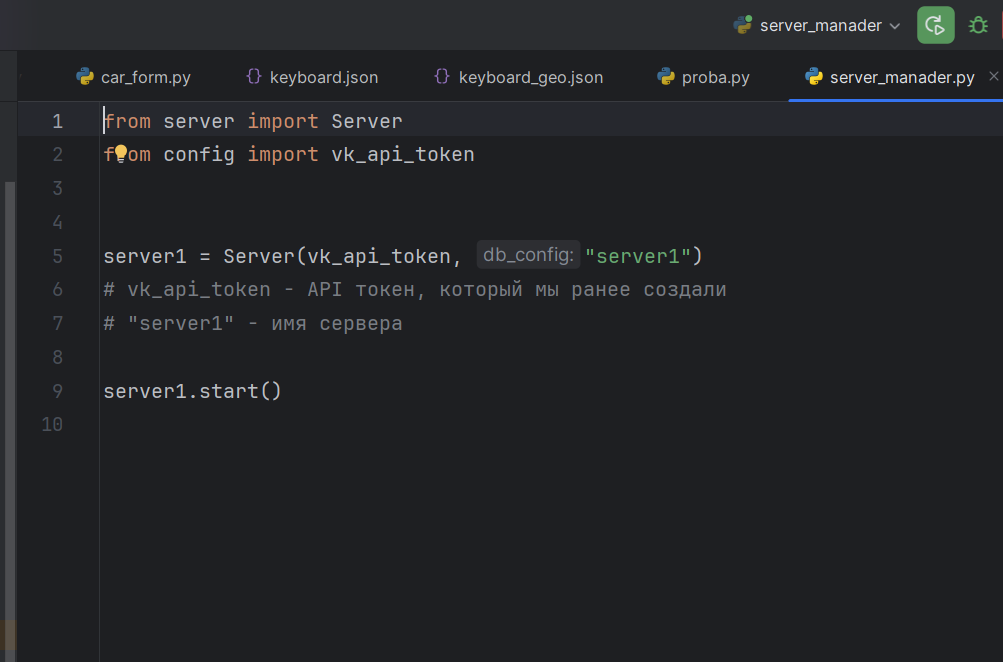 server_manader
car_form.py keyboard.json keyboard_geo.json proba.py server_manader.py
1 from server import Server
2 from config import vk_api_token
3
4
5 server1 = Server(vk_api_token, db_config: "server1")
6 # vk_api_token - API токен, который мы ранее создали
7 # "server1" - имя сервера
8
9 server1.start()
10